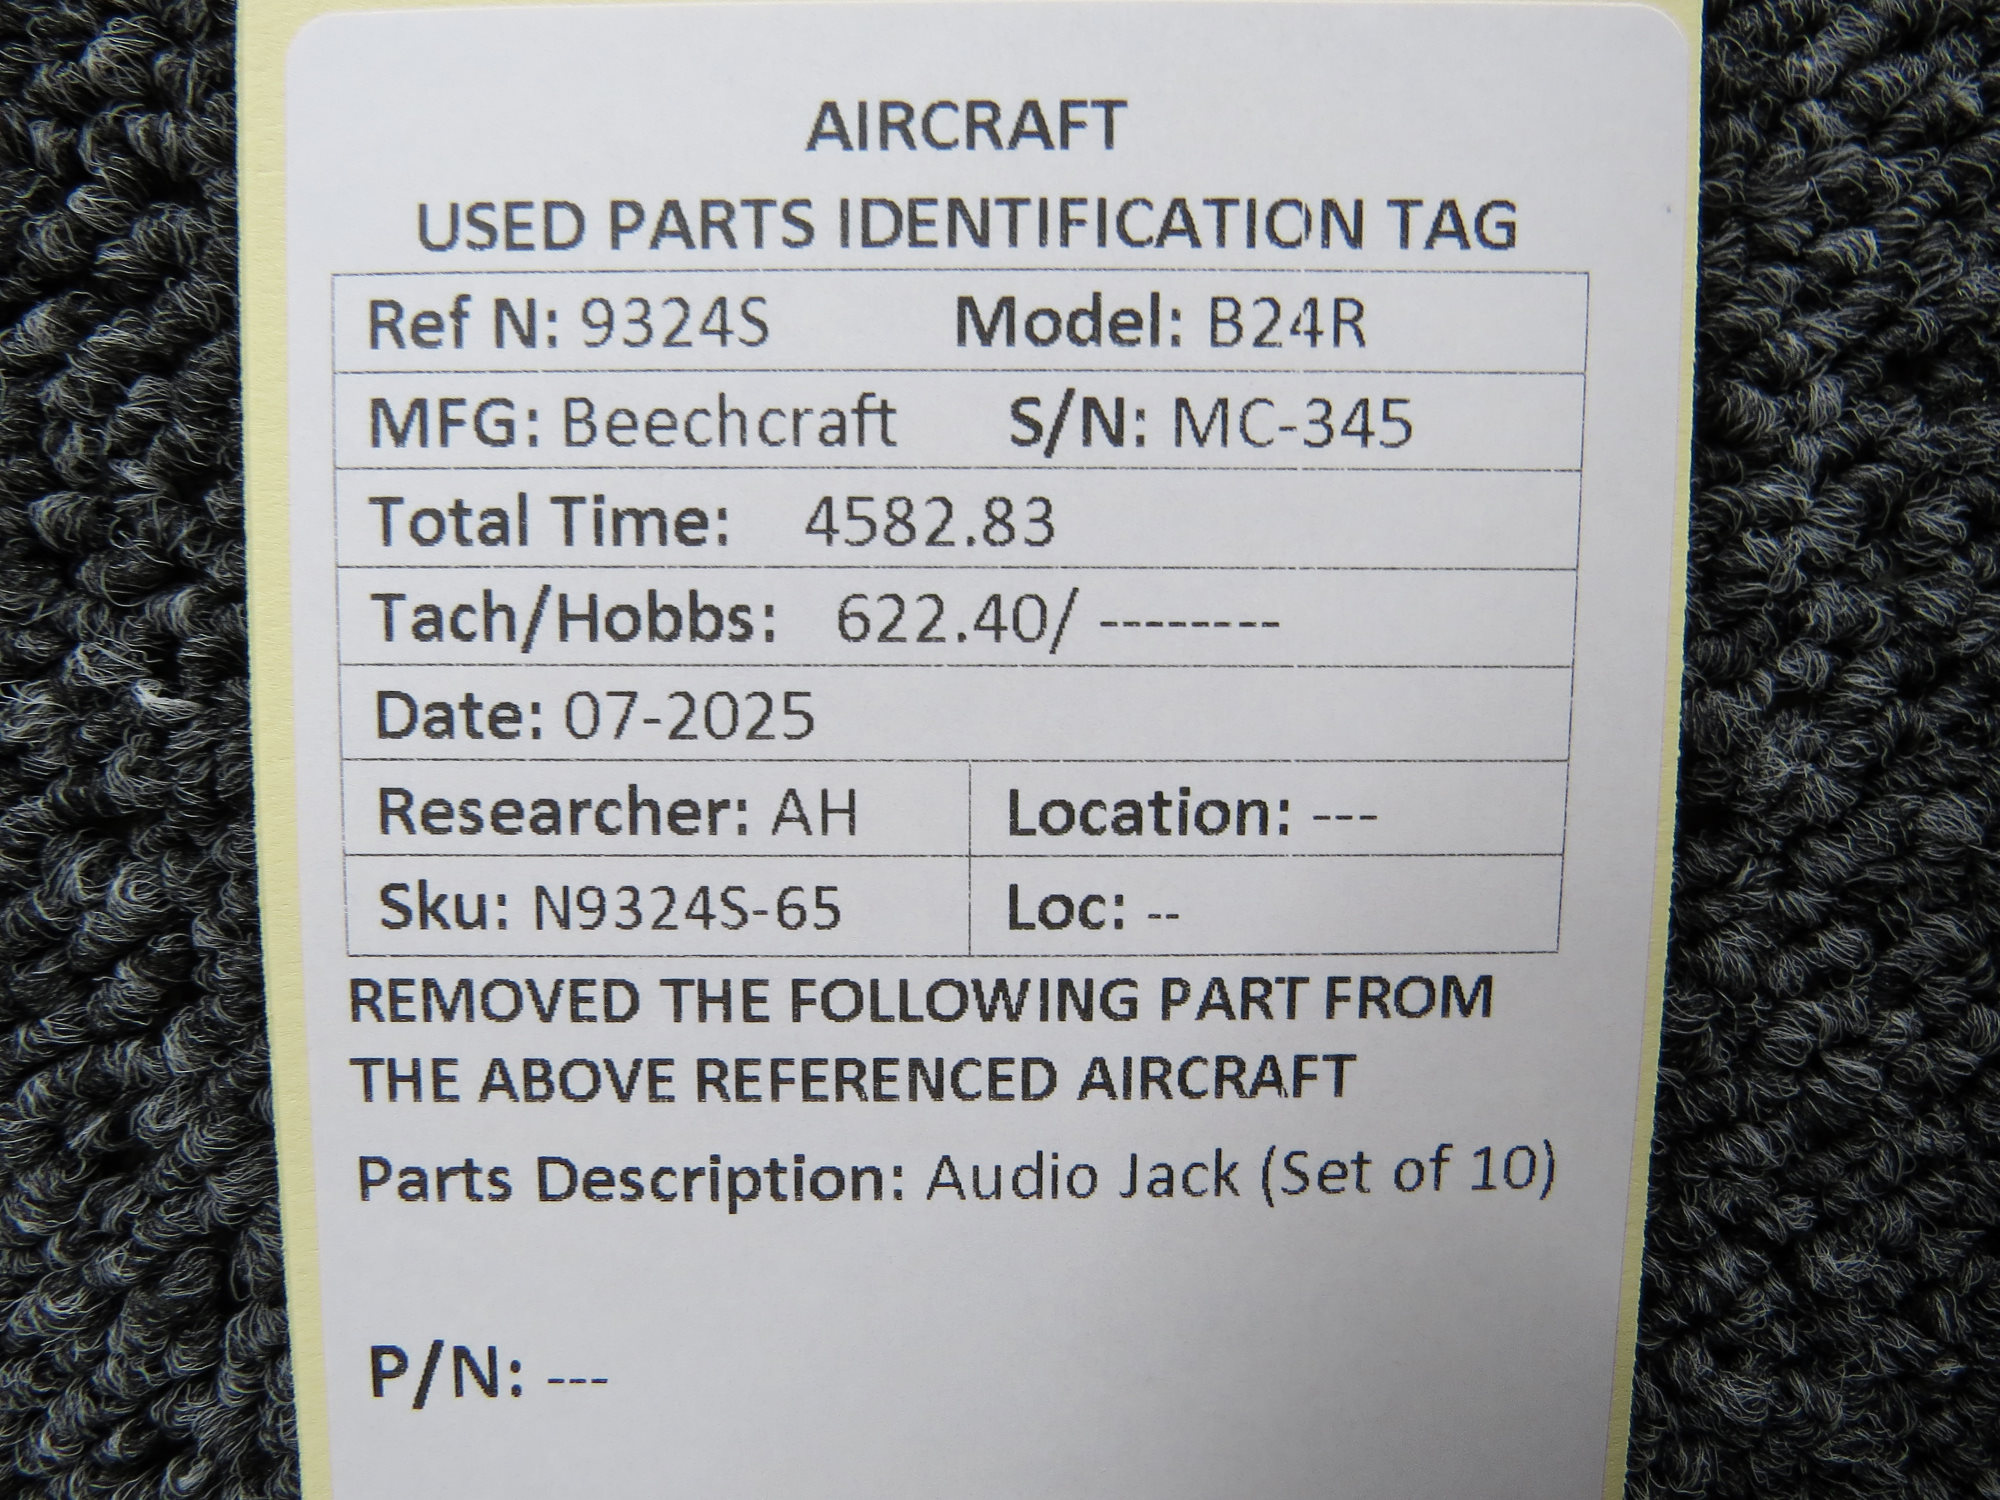 AIRCRAFT
USED PARTS IDENTIFICATION TAG
Ref N: 9324S Model: B24R
MFG: Beechcraft S/N: MC-345
Total Time: 4582.83
Tach/Hobbs: 622.40/ --------
Date: 07-2025
Researcher: AH Location: ---
Sku: N9324S-65 Loc: --
REMOVED THE FOLLOWING PART FROM
THE ABOVE REFERENCED AIRCRAFT
Parts Description: Audio Jack (Set of 10)
P/N: ---